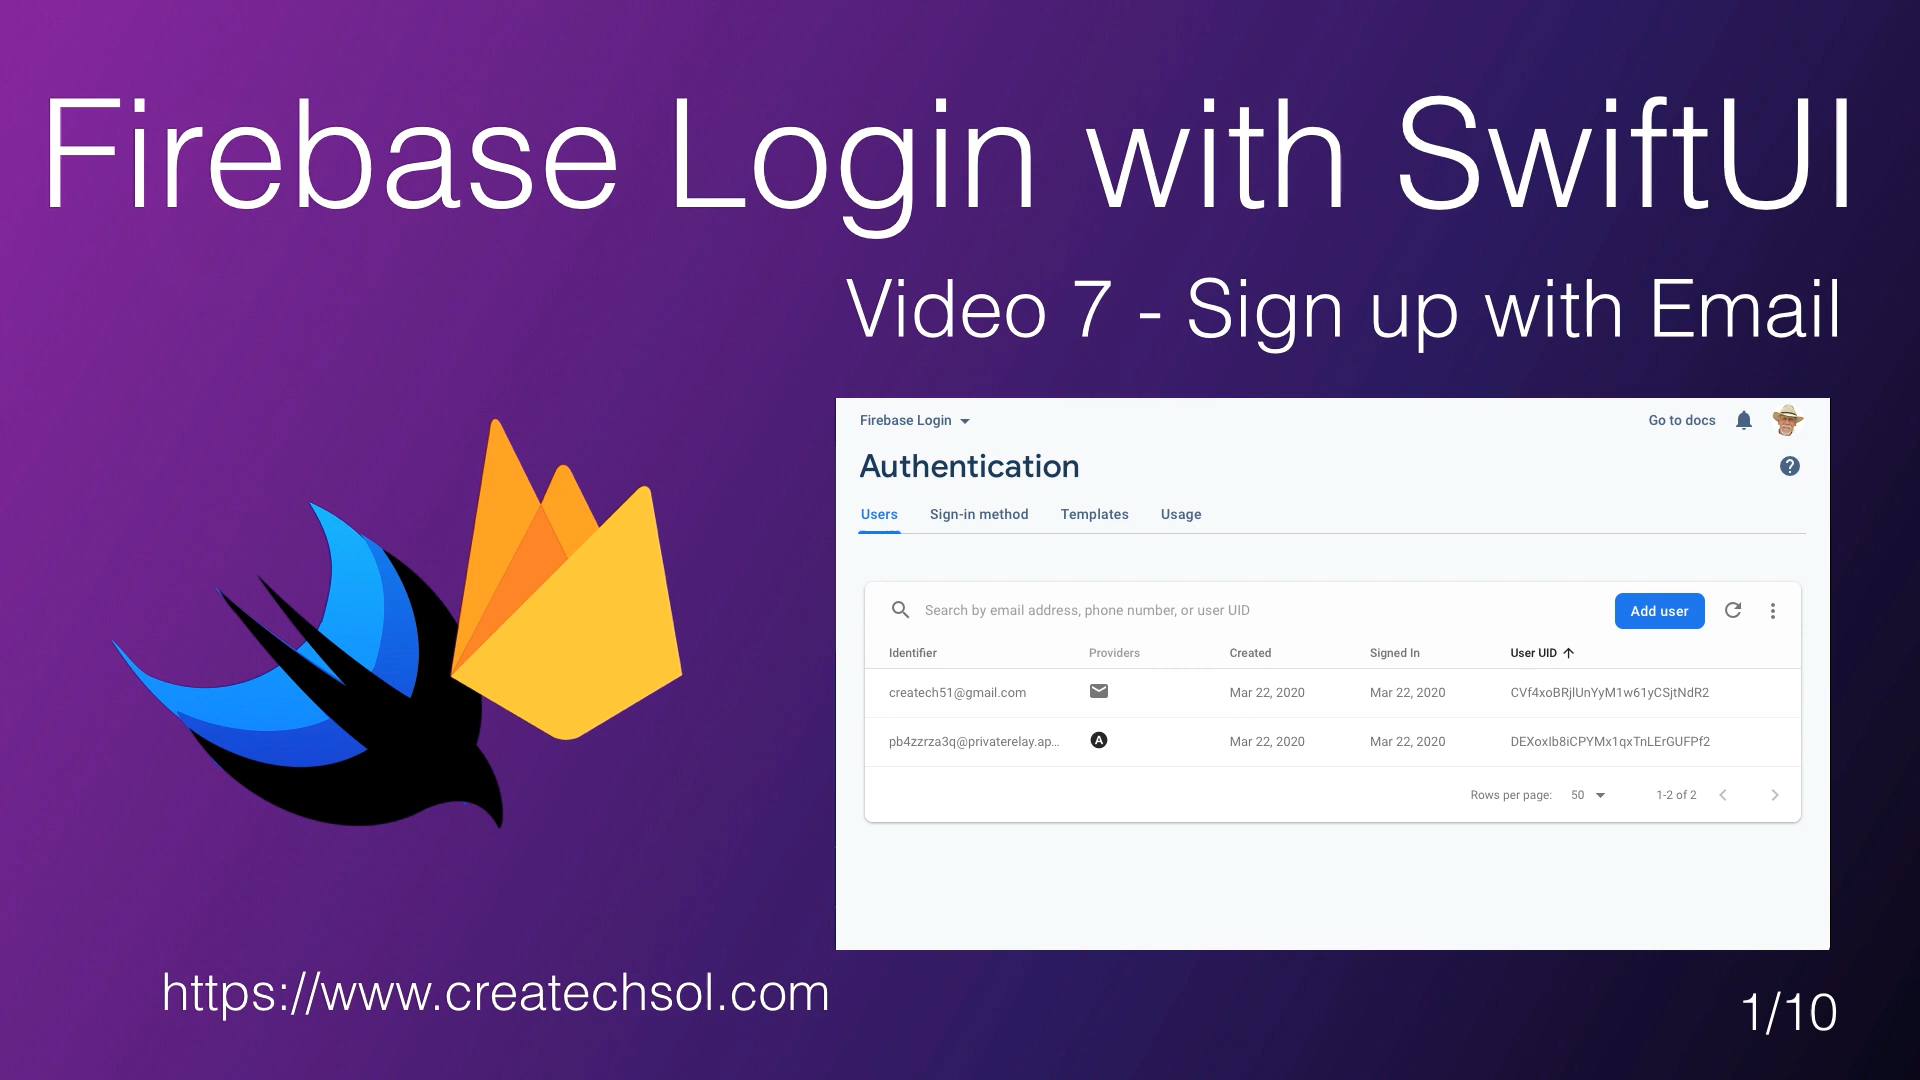 Firebase Login with SwiftUI
Video 7 - Sign up with Email
Firebase Login
Go to docs
Authentication
?
Users Sign-in method Templates Usage
Search by email address, phone number, or user UID
Add user
Identifier Providers Created Signed In User UID
createch51@gmail.com Mar 22, 2020 Mar 22, 2020 CVf4xoBRjlUnYyM1w61yCSjtNdR2
pb4zzrza3q@privaterelay.ap... A Mar 22, 2020 Mar 22, 2020 DEXoxIb8iCPYMx1qxTnLErGUFPf2
Rows per page: 50 1-2 of 2
https://www.createchsol.com
1/10